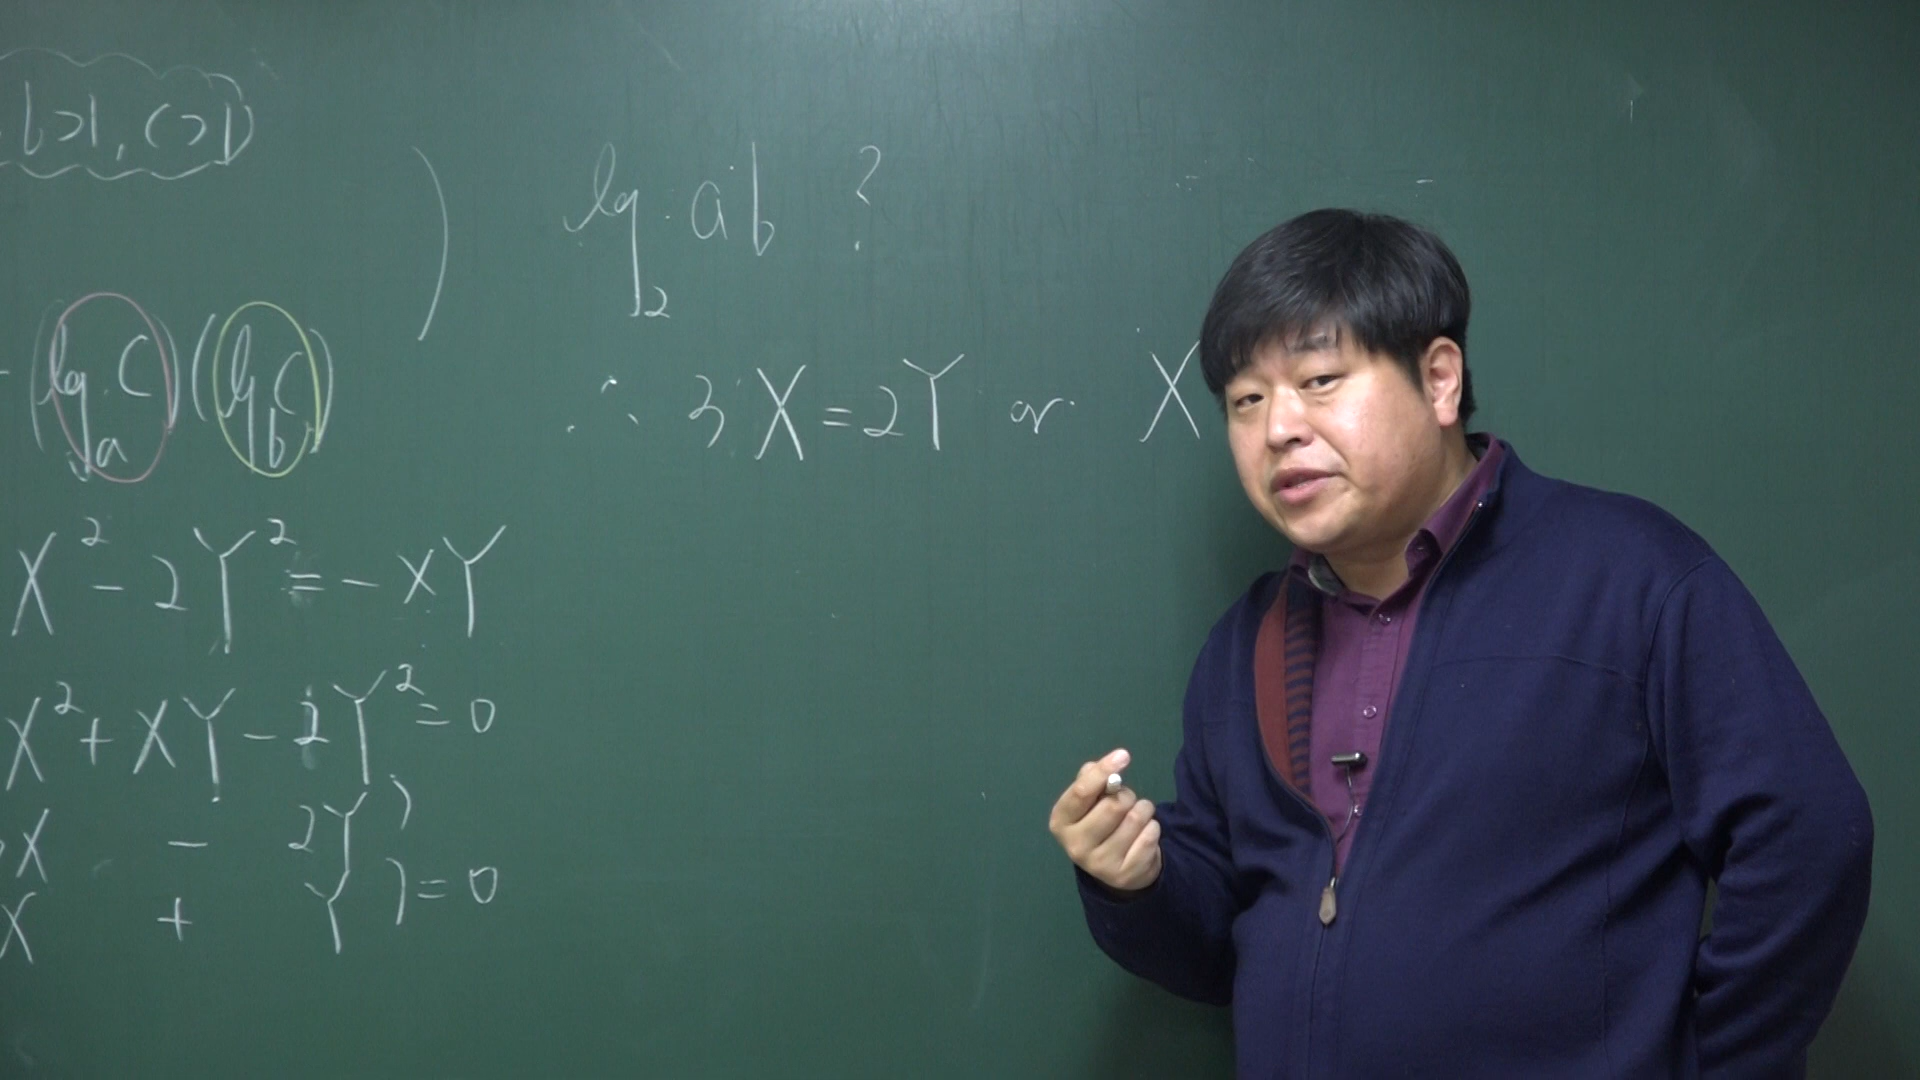 b>1, c>1
log₂ ab ?
(logₐ c)(log_b c)
∴ 3X = 2Y or X
X² - 2Y² = - XY
X² + XY - 2Y² = 0
X - 2Y )
X + Y ) = 0